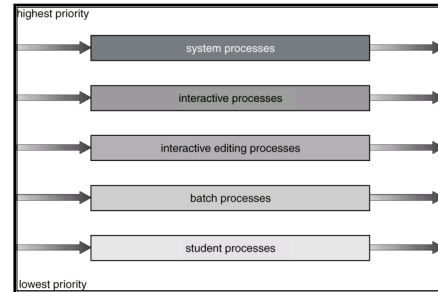 highest priority
system processes
interactive processes
interactive editing processes
batch processes
student processes
lowest priority